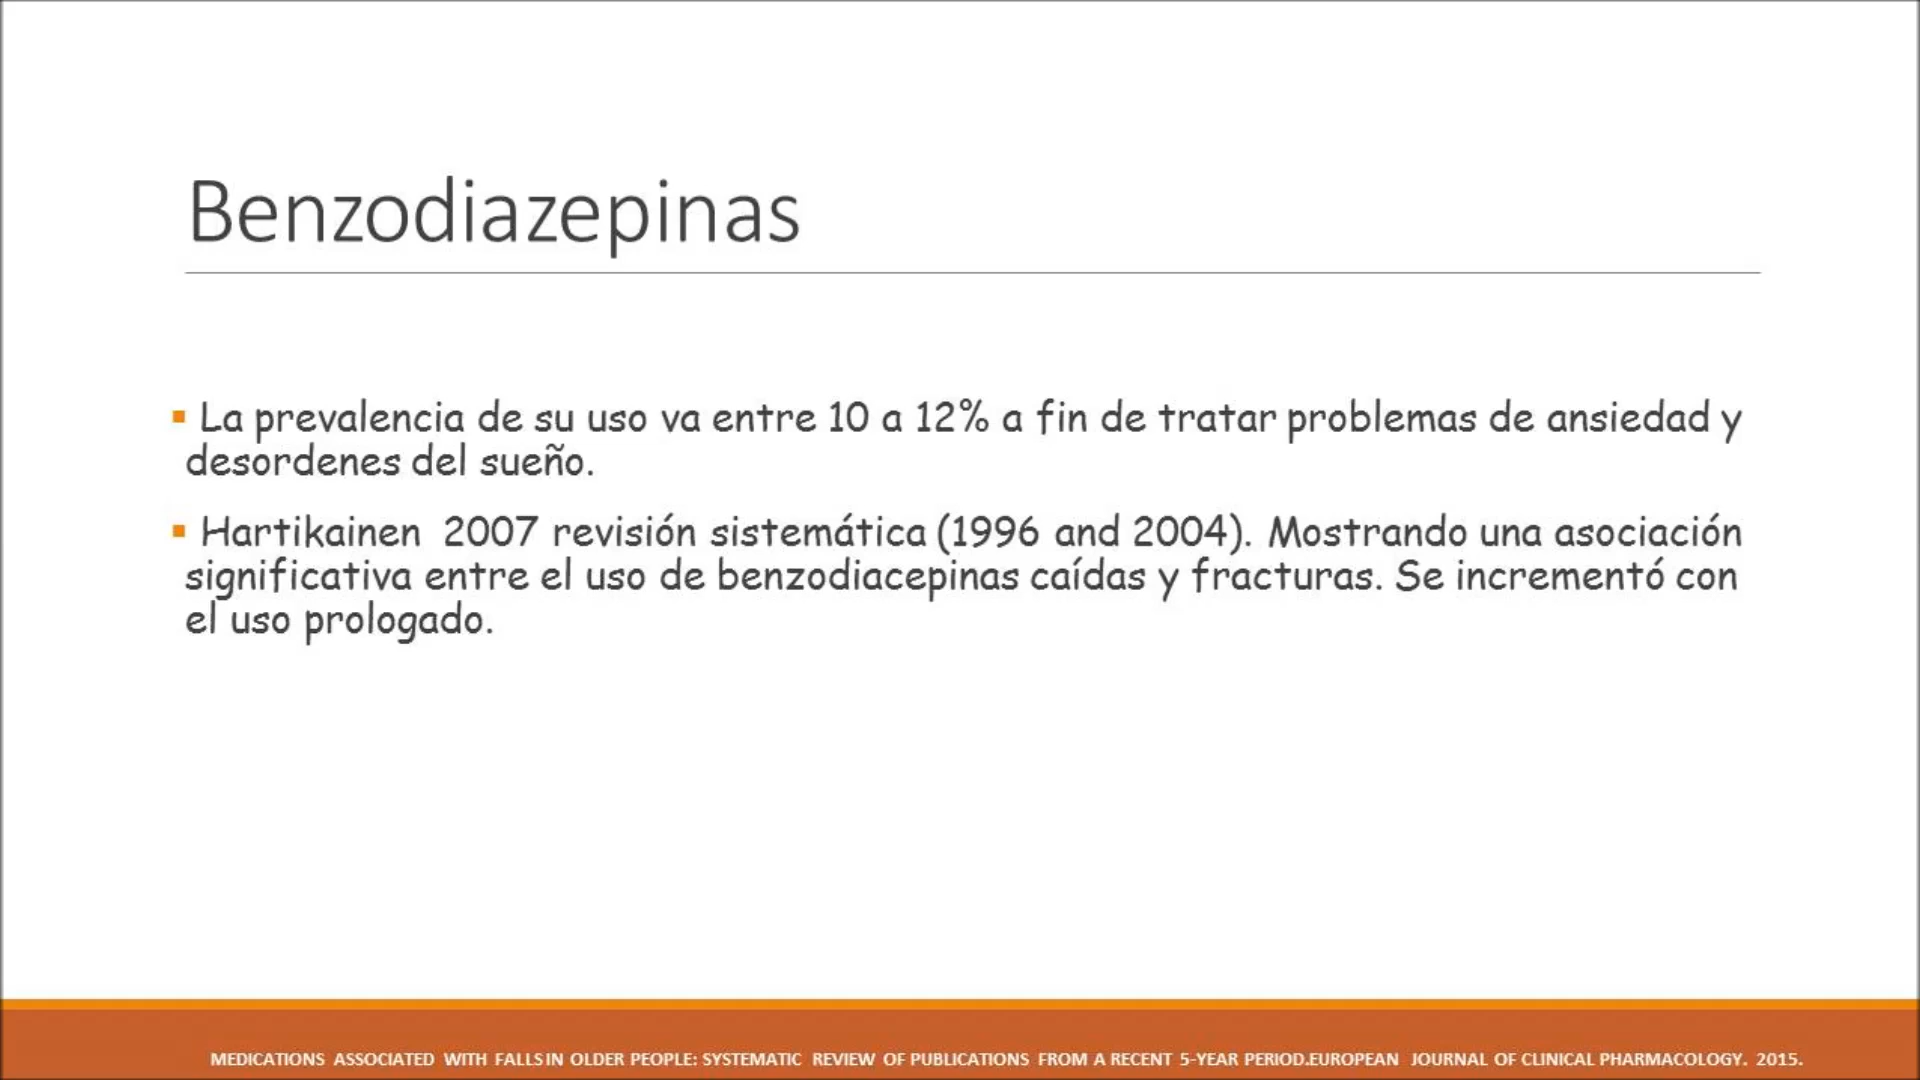 Benzodiazepinas
▪ La prevalencia de su uso va entre 10 a 12% a fin de tratar problemas de ansiedad y
desordenes del sueño.
▪ Hartikainen 2007 revisión sistemática (1996 and 2004). Mostrando una asociación
significativa entre el uso de benzodiacepinas caídas y fracturas. Se incrementó con
el uso prologado.
MEDICATIONS ASSOCIATED WITH FALLS IN OLDER PEOPLE: SYSTEMATIC REVIEW OF PUBLICATIONS FROM A RECENT 5-YEAR PERIOD.EUROPEAN JOURNAL OF CLINICAL PHARMACOLOGY. 2015.